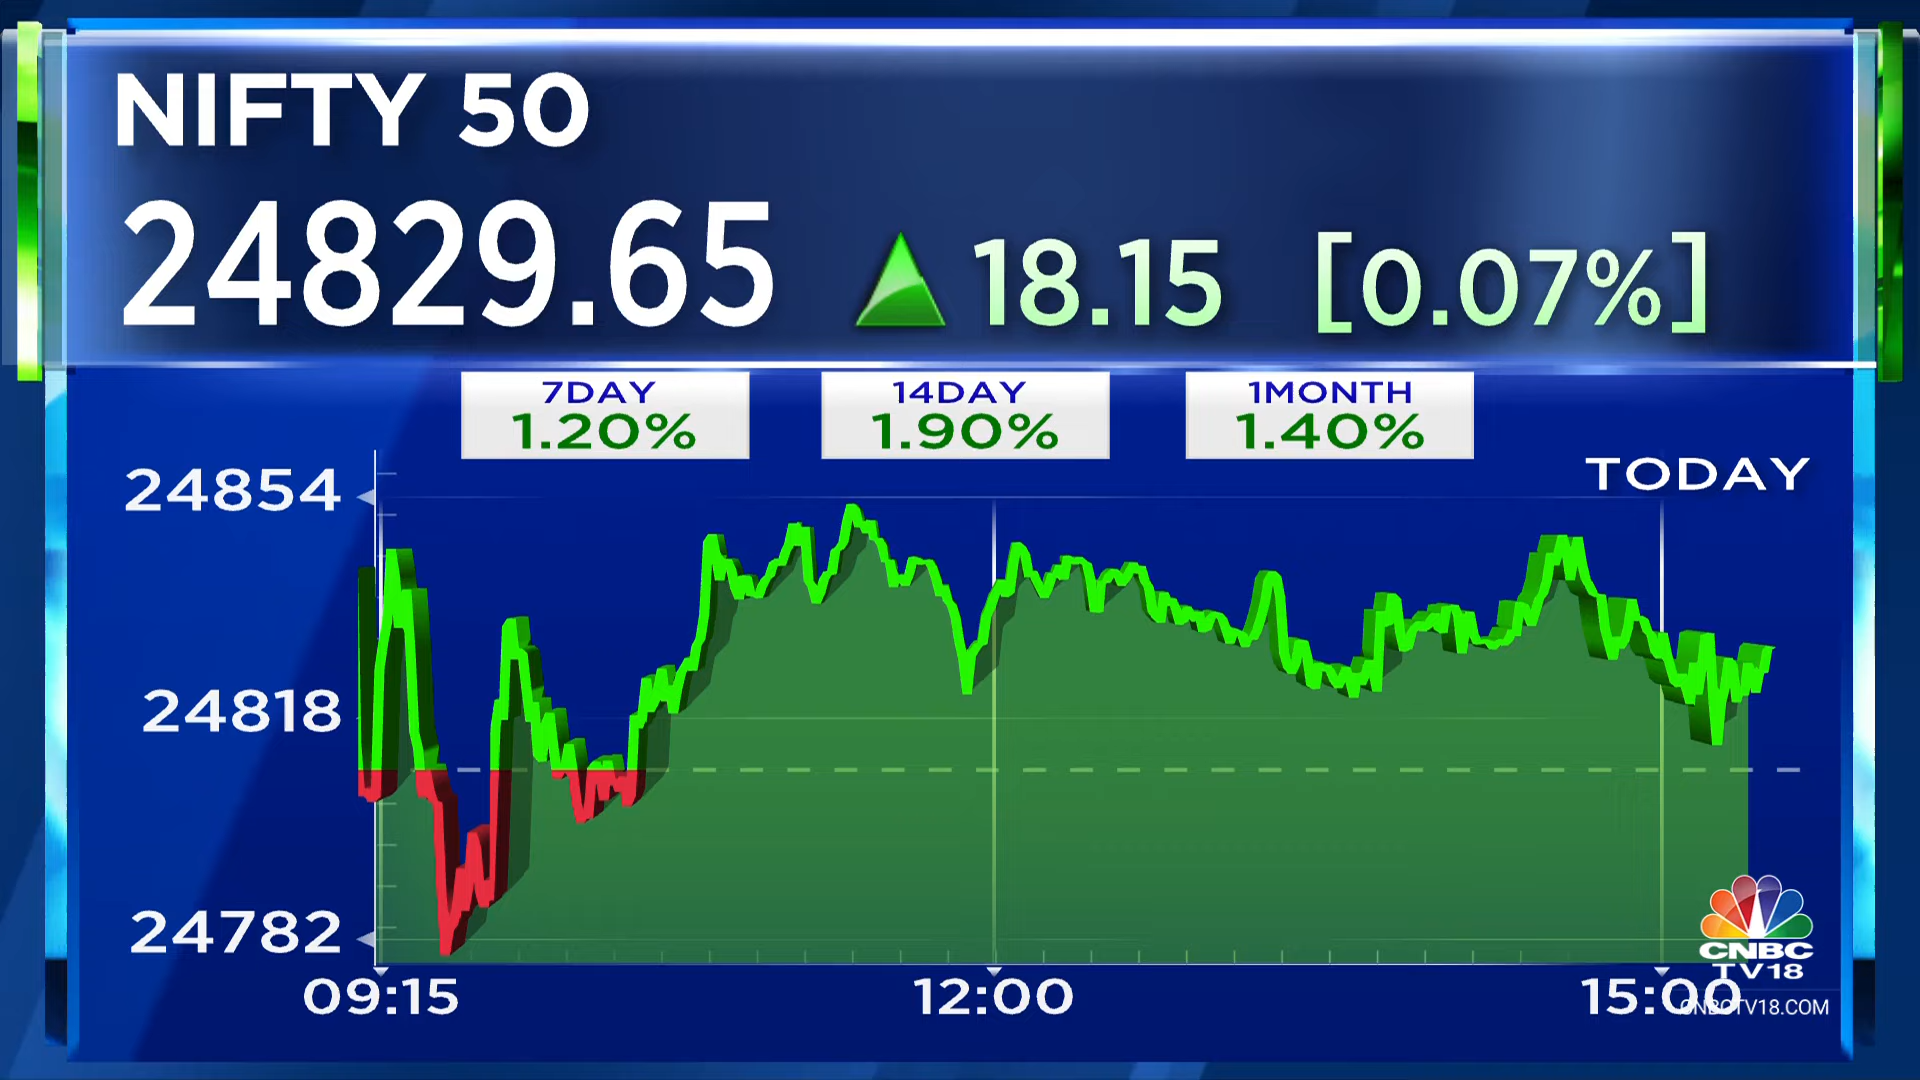 NIFTY 50
24829.65 18.15 [0.07%]
7DAY
1.20%
14DAY
1.90%
1MONTH
1.40%
TODAY
24854
24818
24782
09:15
12:00
15:00
CNBC
TV18
CNBCTV18.COM